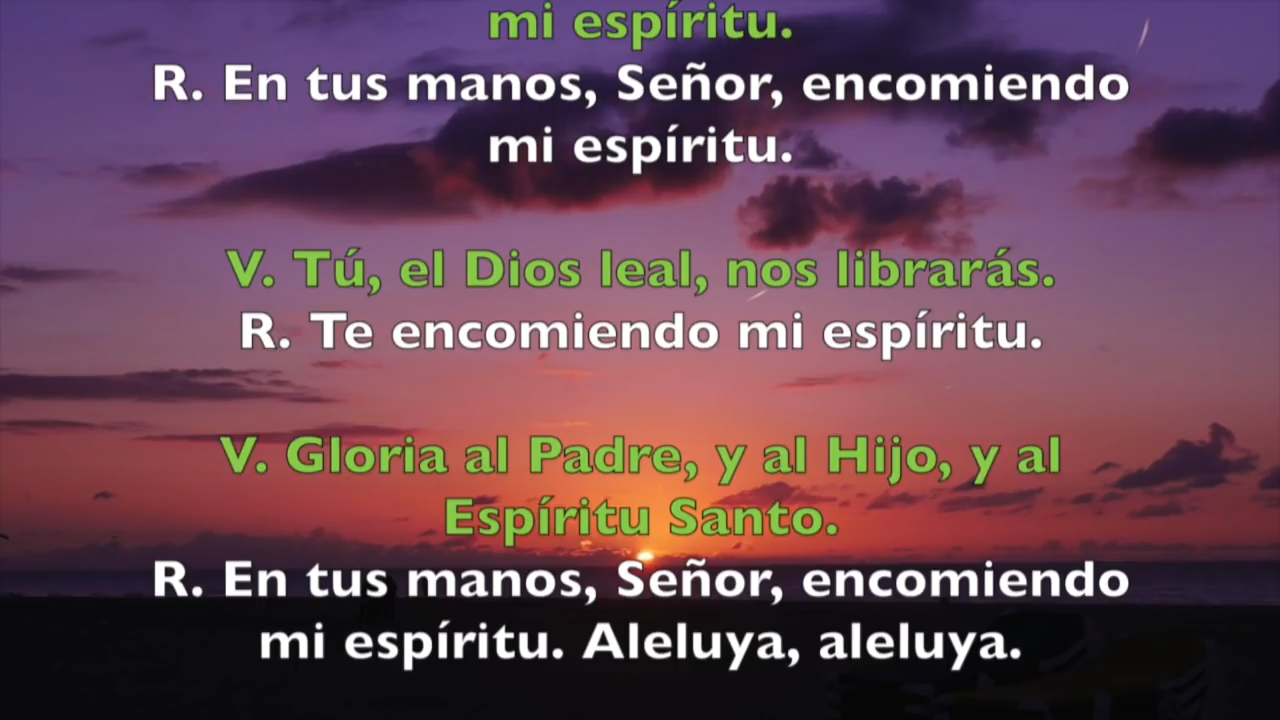 mi espíritu.
R. En tus manos, Señor, encomiendo
mi espíritu.
V. Tú, el Dios leal, nos librarás.
R. Te encomiendo mi espíritu.
V. Gloria al Padre, y al Hijo, y al
Espíritu Santo.
R. En tus manos, Señor, encomiendo
mi espíritu. Aleluya, aleluya.